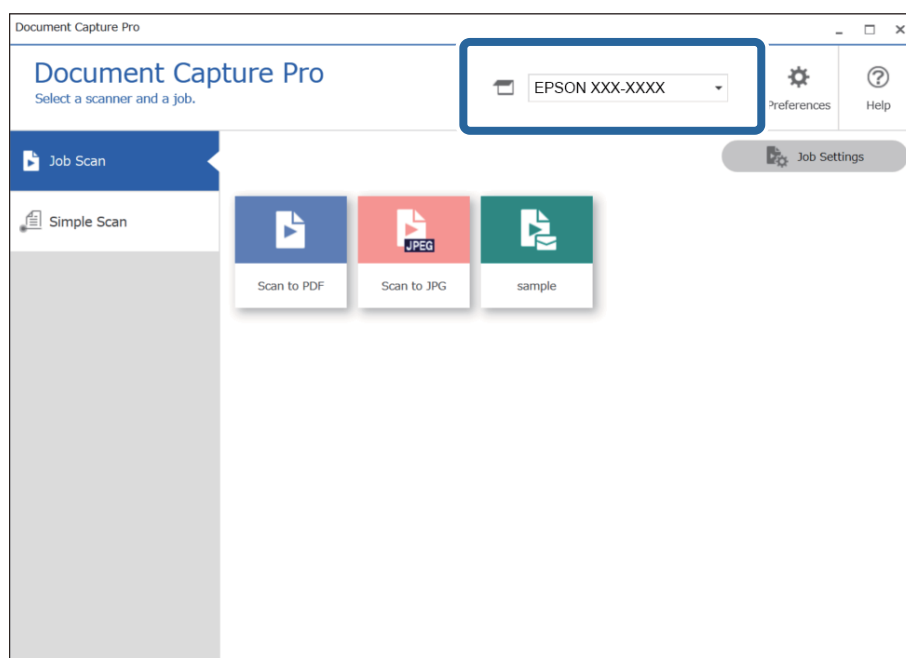 Document Capture Pro
Document Capture Pro
Select a scanner and a job.
EPSON XXX-XXXX
Preferences
Help
Job Scan
Job Settings
Simple Scan
JPEG
Scan to PDF
Scan to JPG
sample